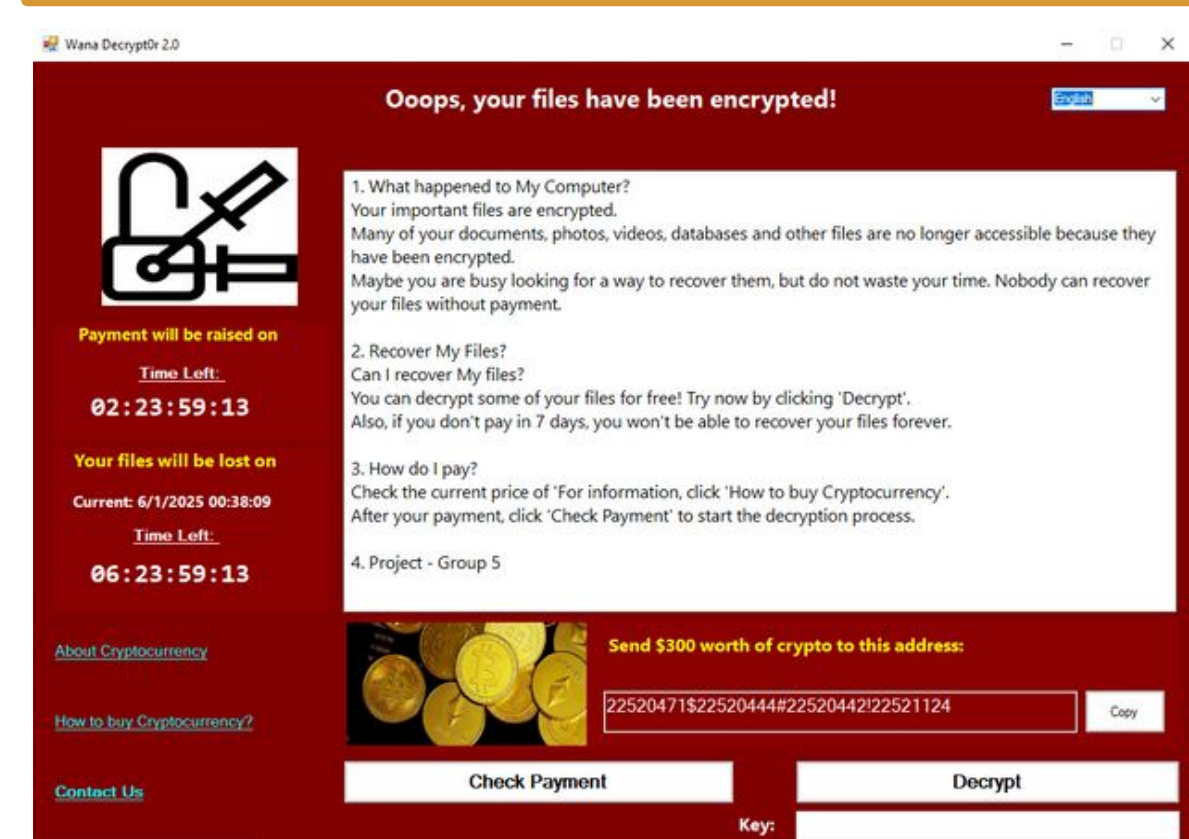 Wana Decrypt0r 2.0
Ooops, your files have been encrypted!
English
1. What happened to My Computer?
Your important files are encrypted.
Many of your documents, photos, videos, databases and other files are no longer accessible because they
have been encrypted.
Maybe you are busy looking for a way to recover them, but do not waste your time. Nobody can recover
your files without payment.
2. Recover My Files?
Can I recover My files?
You can decrypt some of your files for free! Try now by clicking 'Decrypt'.
Also, if you don't pay in 7 days, you won't be able to recover your files forever.
3. How do I pay?
Check the current price of 'For information, click 'How to buy Cryptocurrency'.
After your payment, click 'Check Payment' to start the decryption process.
4. Project - Group 5
Payment will be raised on
Time Left:
02:23:59:13
Your files will be lost on
Current: 6/1/2025 00:38:09
Time Left:
06:23:59:13
About Cryptocurrency
How to buy Cryptocurrency?
Contact Us
Send $300 worth of crypto to this address:
22520471$22520444#22520442!22521124
Copy
Check Payment
Decrypt
Key: